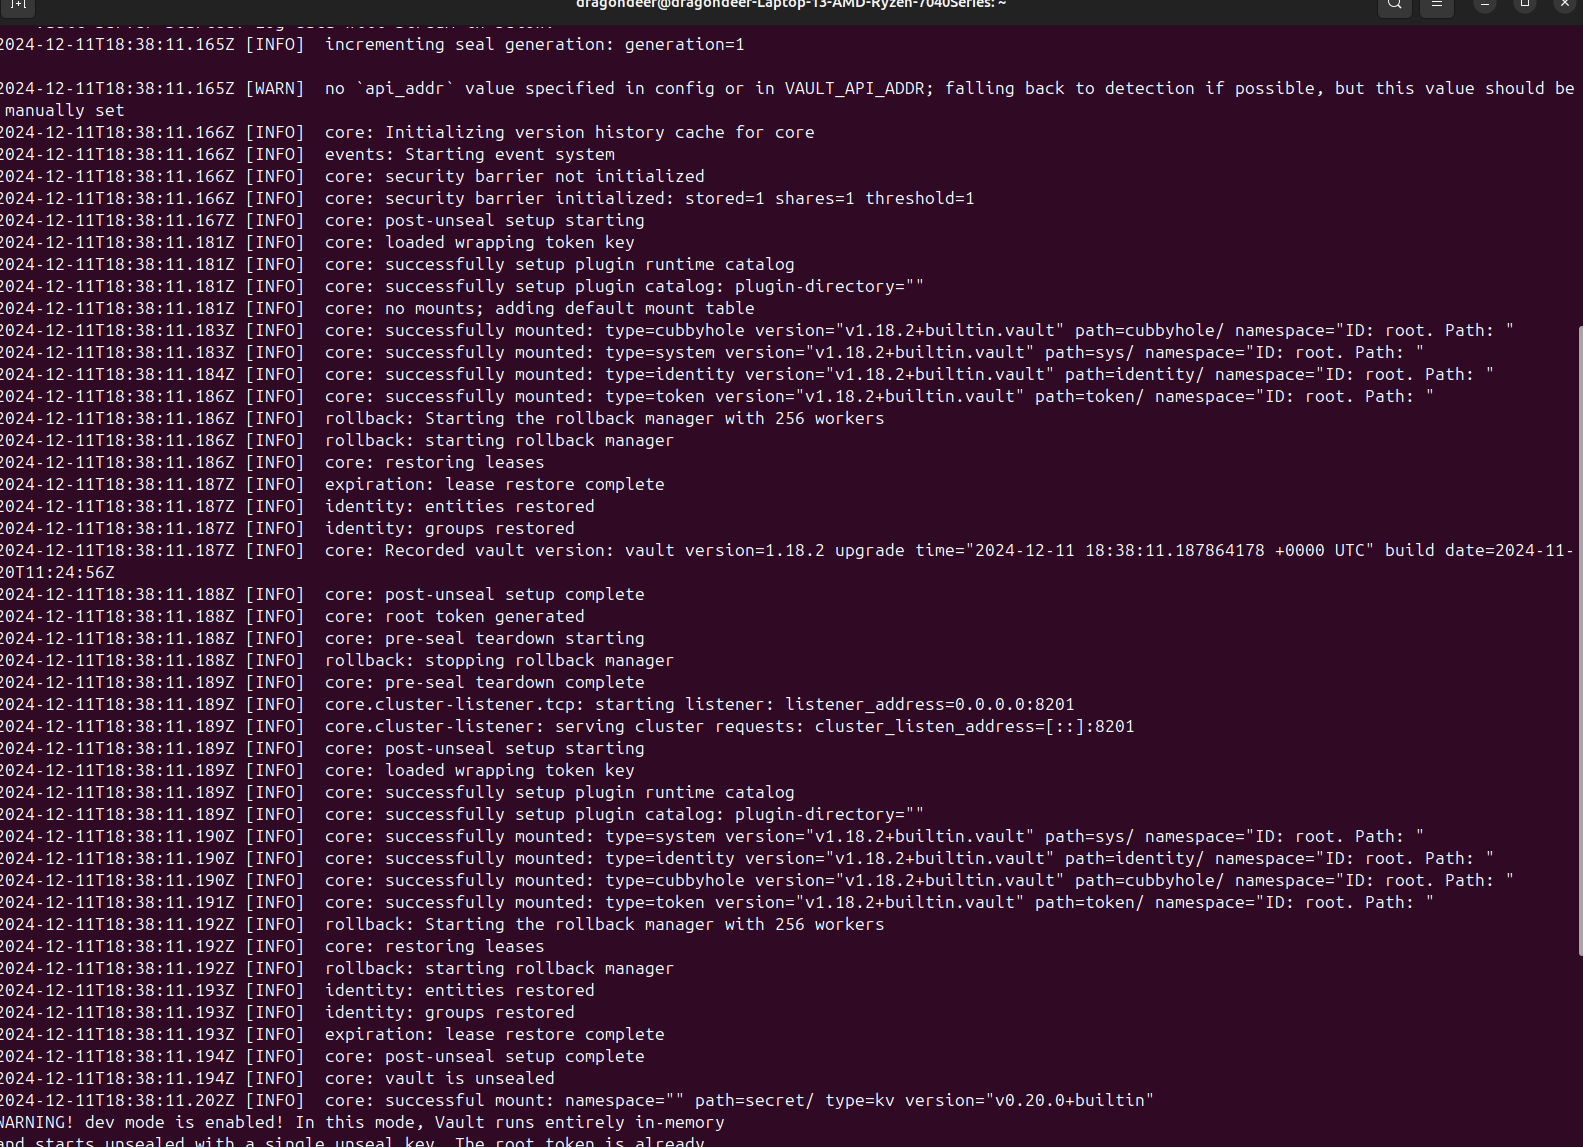 dragondeer@dragondeer-Laptop-13-AMD-Ryzen-7040Series: ~
2024-12-11T18:38:11.165Z [INFO]  incrementing seal generation: generation=1
2024-12-11T18:38:11.165Z [WARN]  no `api_addr` value specified in config or in VAULT_API_ADDR; falling back to detection if possible, but this value should be
manually set
2024-12-11T18:38:11.166Z [INFO]  core: Initializing version history cache for core
2024-12-11T18:38:11.166Z [INFO]  events: Starting event system
2024-12-11T18:38:11.166Z [INFO]  core: security barrier not initialized
2024-12-11T18:38:11.166Z [INFO]  core: security barrier initialized: stored=1 shares=1 threshold=1
2024-12-11T18:38:11.167Z [INFO]  core: post-unseal setup starting
2024-12-11T18:38:11.181Z [INFO]  core: loaded wrapping token key
2024-12-11T18:38:11.181Z [INFO]  core: successfully setup plugin runtime catalog
2024-12-11T18:38:11.181Z [INFO]  core: successfully setup plugin catalog: plugin-directory=""
2024-12-11T18:38:11.181Z [INFO]  core: no mounts; adding default mount table
2024-12-11T18:38:11.183Z [INFO]  core: successfully mounted: type=cubbyhole version="v1.18.2+builtin.vault" path=cubbyhole/ namespace="ID: root. Path: "
2024-12-11T18:38:11.183Z [INFO]  core: successfully mounted: type=system version="v1.18.2+builtin.vault" path=sys/ namespace="ID: root. Path: "
2024-12-11T18:38:11.184Z [INFO]  core: successfully mounted: type=identity version="v1.18.2+builtin.vault" path=identity/ namespace="ID: root. Path: "
2024-12-11T18:38:11.186Z [INFO]  core: successfully mounted: type=token version="v1.18.2+builtin.vault" path=token/ namespace="ID: root. Path: "
2024-12-11T18:38:11.186Z [INFO]  rollback: Starting the rollback manager with 256 workers
2024-12-11T18:38:11.186Z [INFO]  rollback: starting rollback manager
2024-12-11T18:38:11.186Z [INFO]  core: restoring leases
2024-12-11T18:38:11.187Z [INFO]  expiration: lease restore complete
2024-12-11T18:38:11.187Z [INFO]  identity: entities restored
2024-12-11T18:38:11.187Z [INFO]  identity: groups restored
2024-12-11T18:38:11.187Z [INFO]  core: Recorded vault version: vault version=1.18.2 upgrade time="2024-12-11 18:38:11.187864178 +0000 UTC" build date=2024-11-
20T11:24:56Z
2024-12-11T18:38:11.188Z [INFO]  core: post-unseal setup complete
2024-12-11T18:38:11.188Z [INFO]  core: root token generated
2024-12-11T18:38:11.188Z [INFO]  core: pre-seal teardown starting
2024-12-11T18:38:11.188Z [INFO]  rollback: stopping rollback manager
2024-12-11T18:38:11.189Z [INFO]  core: pre-seal teardown complete
2024-12-11T18:38:11.189Z [INFO]  core.cluster-listener.tcp: starting listener: listener_address=0.0.0.0:8201
2024-12-11T18:38:11.189Z [INFO]  core.cluster-listener: serving cluster requests: cluster_listen_address=[::]:8201
2024-12-11T18:38:11.189Z [INFO]  core: post-unseal setup starting
2024-12-11T18:38:11.189Z [INFO]  core: loaded wrapping token key
2024-12-11T18:38:11.189Z [INFO]  core: successfully setup plugin runtime catalog
2024-12-11T18:38:11.189Z [INFO]  core: successfully setup plugin catalog: plugin-directory=""
2024-12-11T18:38:11.190Z [INFO]  core: successfully mounted: type=system version="v1.18.2+builtin.vault" path=sys/ namespace="ID: root. Path: "
2024-12-11T18:38:11.190Z [INFO]  core: successfully mounted: type=identity version="v1.18.2+builtin.vault" path=identity/ namespace="ID: root. Path: "
2024-12-11T18:38:11.190Z [INFO]  core: successfully mounted: type=cubbyhole version="v1.18.2+builtin.vault" path=cubbyhole/ namespace="ID: root. Path: "
2024-12-11T18:38:11.191Z [INFO]  core: successfully mounted: type=token version="v1.18.2+builtin.vault" path=token/ namespace="ID: root. Path: "
2024-12-11T18:38:11.192Z [INFO]  rollback: Starting the rollback manager with 256 workers
2024-12-11T18:38:11.192Z [INFO]  core: restoring leases
2024-12-11T18:38:11.192Z [INFO]  rollback: starting rollback manager
2024-12-11T18:38:11.193Z [INFO]  identity: entities restored
2024-12-11T18:38:11.193Z [INFO]  identity: groups restored
2024-12-11T18:38:11.193Z [INFO]  expiration: lease restore complete
2024-12-11T18:38:11.194Z [INFO]  core: post-unseal setup complete
2024-12-11T18:38:11.194Z [INFO]  core: vault is unsealed
2024-12-11T18:38:11.202Z [INFO]  core: successful mount: namespace="" path=secret/ type=kv version="v0.20.0+builtin"
WARNING! dev mode is enabled! In this mode, Vault runs entirely in-memory
and starts unsealed with a single unseal key. The root token is already